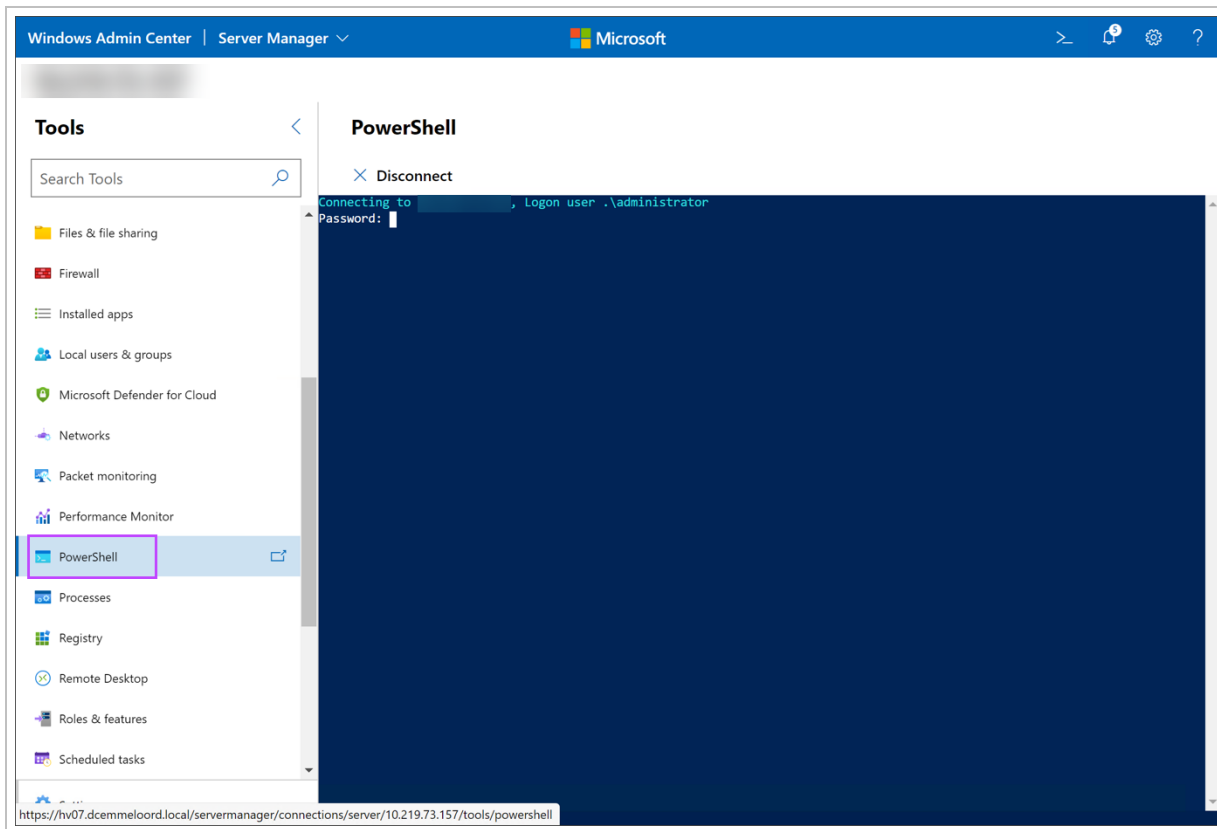 Windows Admin Center | Server Manager
Microsoft
>_
5
?
Tools
PowerShell
Search Tools
Disconnect
Connecting to , Logon user .\administrator
Password:
Files & file sharing
Firewall
Installed apps
Local users & groups
Microsoft Defender for Cloud
Networks
Packet monitoring
Performance Monitor
PowerShell
Processes
Registry
Remote Desktop
Roles & features
Scheduled tasks
https://hv07.dcemmeloord.local/servermanager/connections/server/10.219.73.157/tools/powershell